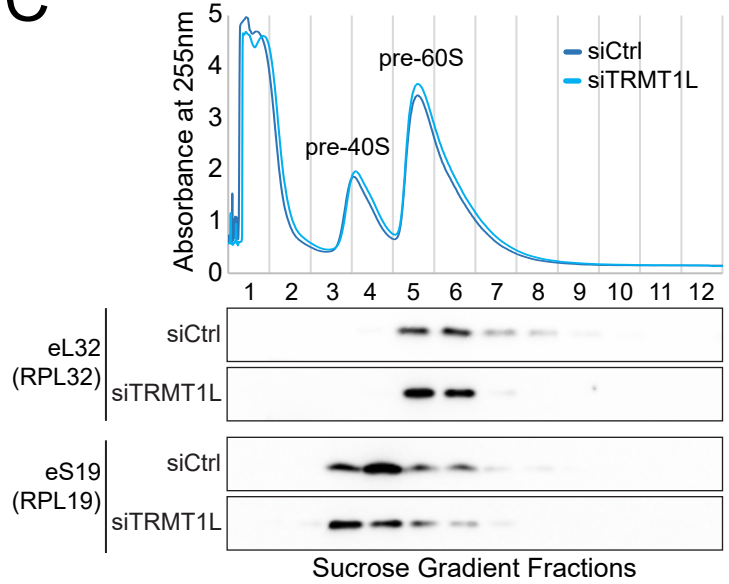 C
Absorbance at 255nm
5
4
3
2
1
0
pre-40S
pre-60S
siCtrl
siTRMT1L
1 2 3 4 5 6 7 8 9 10 11 12
eL32
(RPL32)
siCtrl
siTRMT1L
eS19
(RPL19)
siCtrl
siTRMT1L
Sucrose Gradient Fractions